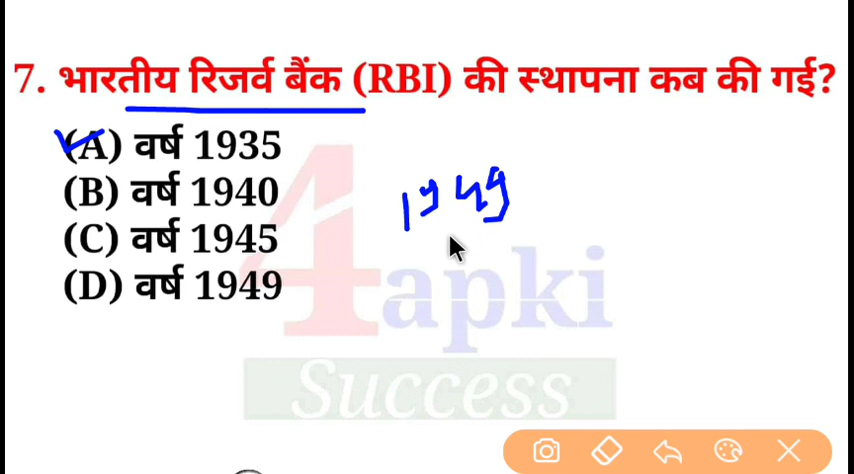 7. भारतीय रिजर्व बैंक (RBI) की स्थापना कब की गई?
(A) वर्ष 1935
(B) वर्ष 1940
(C) वर्ष 1945
(D) वर्ष 1949
1949
4apki
Success